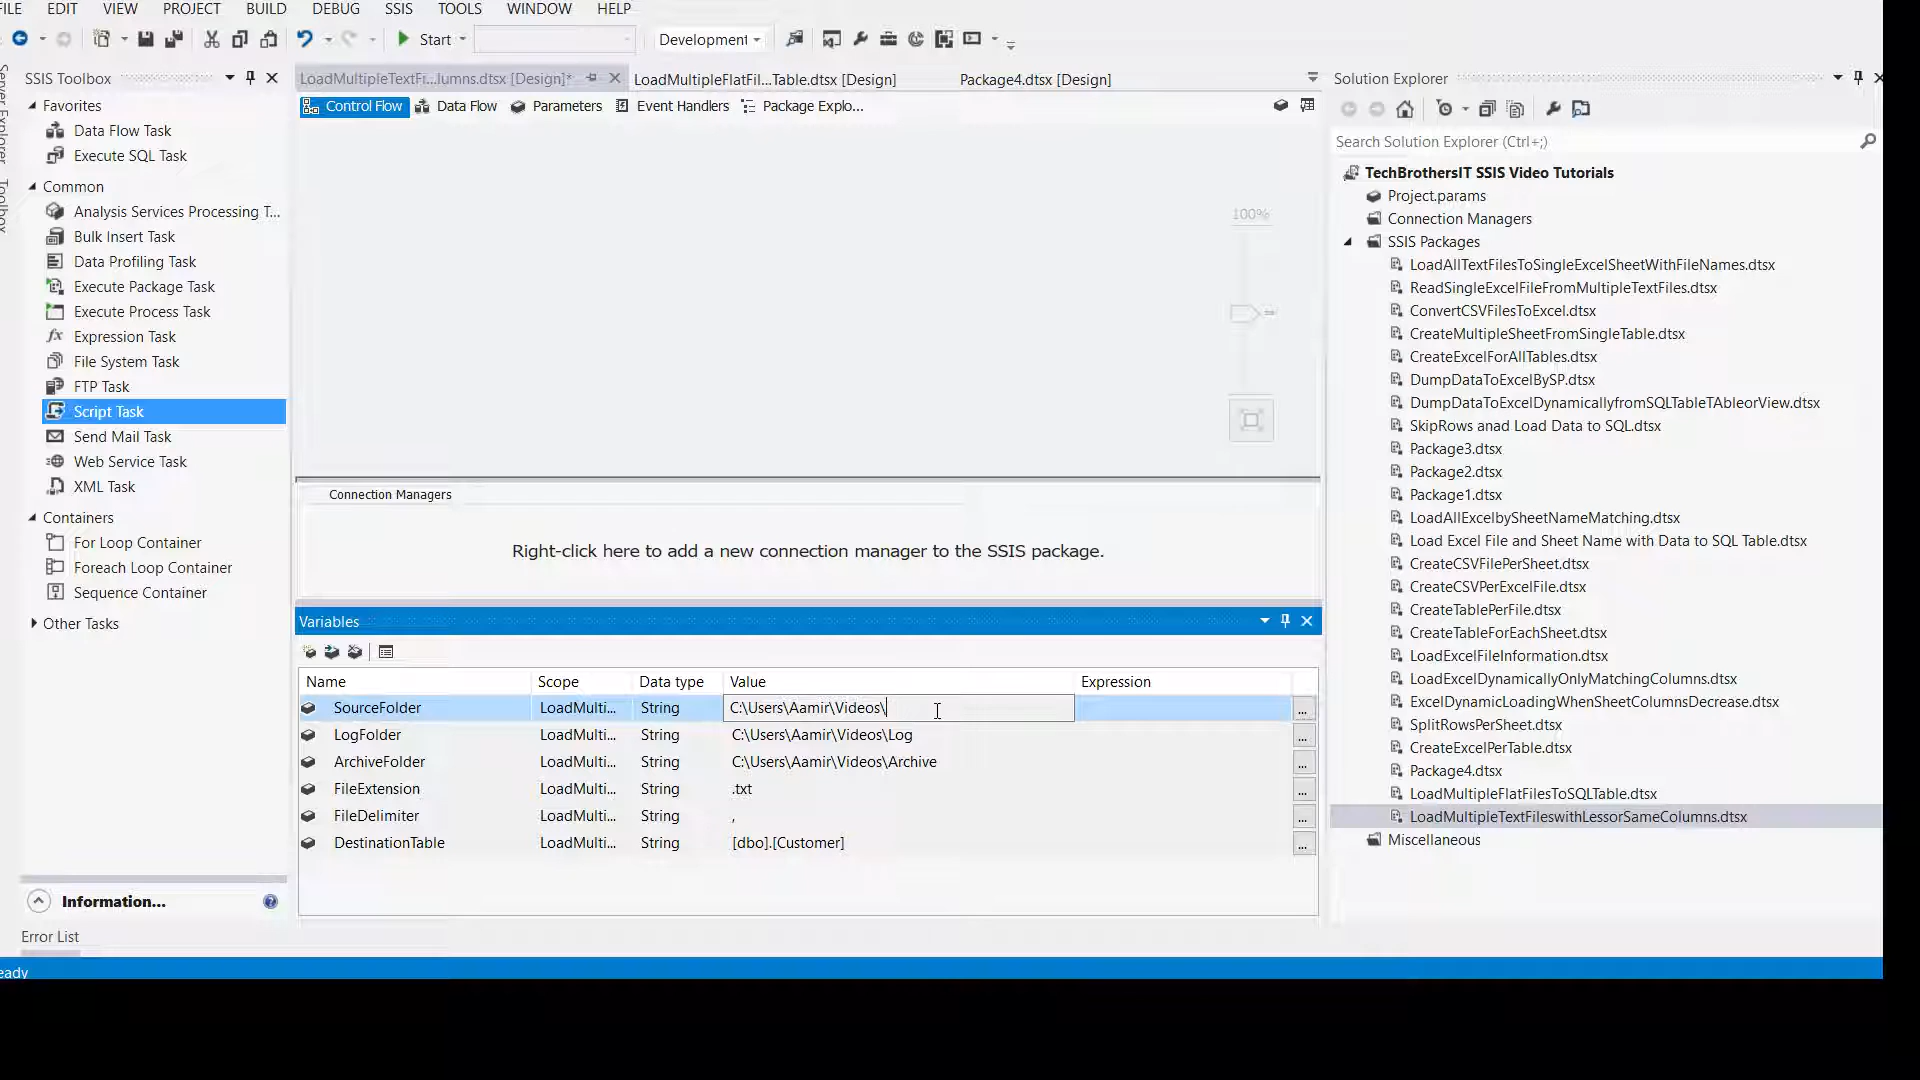 FILE EDIT VIEW PROJECT BUILD DEBUG SSIS TOOLS WINDOW HELP
Start Development
Server Explorer
Toolbox
SSIS Toolbox
Favorites
Data Flow Task
Execute SQL Task
Common
Analysis Services Processing T...
Bulk Insert Task
Data Profiling Task
Execute Package Task
Execute Process Task
Expression Task
File System Task
FTP Task
Script Task
Send Mail Task
Web Service Task
XML Task
Containers
For Loop Container
Foreach Loop Container
Sequence Container
Other Tasks
Information...
Error List
eady
LoadMultipleTextFi...lumns.dtsx [Design]* LoadMultipleFlatFil...Table.dtsx [Design] Package4.dtsx [Design]
Control Flow Data Flow Parameters Event Handlers Package Explo...
100%
Connection Managers
Right-click here to add a new connection manager to the SSIS package.
Variables
Name Scope Data type Value Expression
SourceFolder LoadMulti... String C:\Users\Aamir\Videos\ ...
LogFolder LoadMulti... String C:\Users\Aamir\Videos\Log ...
ArchiveFolder LoadMulti... String C:\Users\Aamir\Videos\Archive ...
FileExtension LoadMulti... String .txt ...
FileDelimiter LoadMulti... String , ...
DestinationTable LoadMulti... String [dbo].[Customer] ...
Solution Explorer
Search Solution Explorer (Ctrl+;)
TechBrothersIT SSIS Video Tutorials
Project.params
Connection Managers
SSIS Packages
LoadAllTextFilesToSingleExcelSheetWithFileNames.dtsx
ReadSingleExcelFileFromMultipleTextFiles.dtsx
ConvertCSVFilesToExcel.dtsx
CreateMultipleSheetFromSingleTable.dtsx
CreateExcelForAllTables.dtsx
DumpDataToExcelBySP.dtsx
DumpDataToExcelDynamicallyfromSQLTableTAbleorView.dtsx
SkipRows anad Load Data to SQL.dtsx
Package3.dtsx
Package2.dtsx
Package1.dtsx
LoadAllExcelbySheetNameMatching.dtsx
Load Excel File and Sheet Name with Data to SQL Table.dtsx
CreateCSVFilePerSheet.dtsx
CreateCSVPerExcelFile.dtsx
CreateTablePerFile.dtsx
CreateTableForEachSheet.dtsx
LoadExcelFileInformation.dtsx
LoadExcelDynamicallyOnlyMatchingColumns.dtsx
ExcelDynamicLoadingWhenSheetColumnsDecrease.dtsx
SplitRowsPerSheet.dtsx
CreateExcelPerTable.dtsx
Package4.dtsx
LoadMultipleFlatFilesToSQLTable.dtsx
LoadMultipleTextFileswithLessorSameColumns.dtsx
Miscellaneous